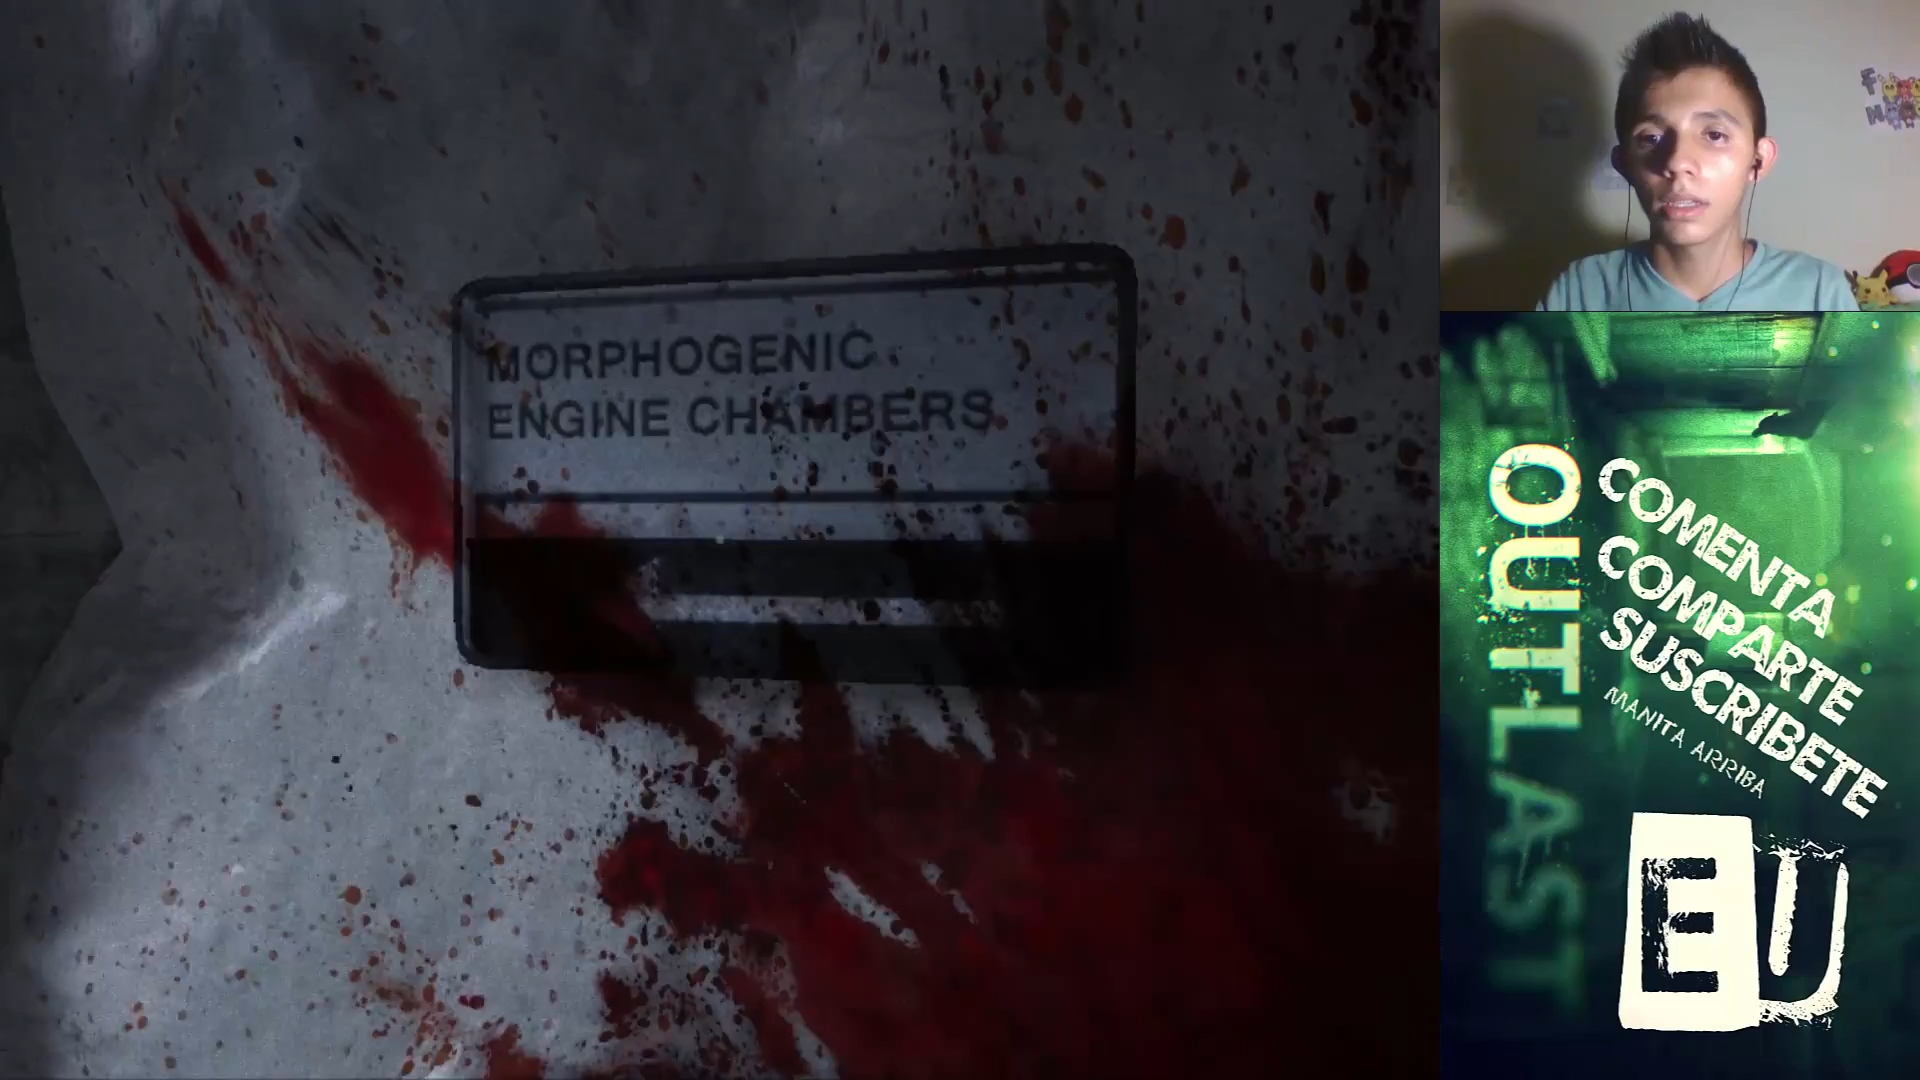 MORPHOGENIC
ENGINE CHAMBERS
OUTLAST
COMENTA
COMPARTE
SUSCRIBETE
MANITA ARRIBA
EU